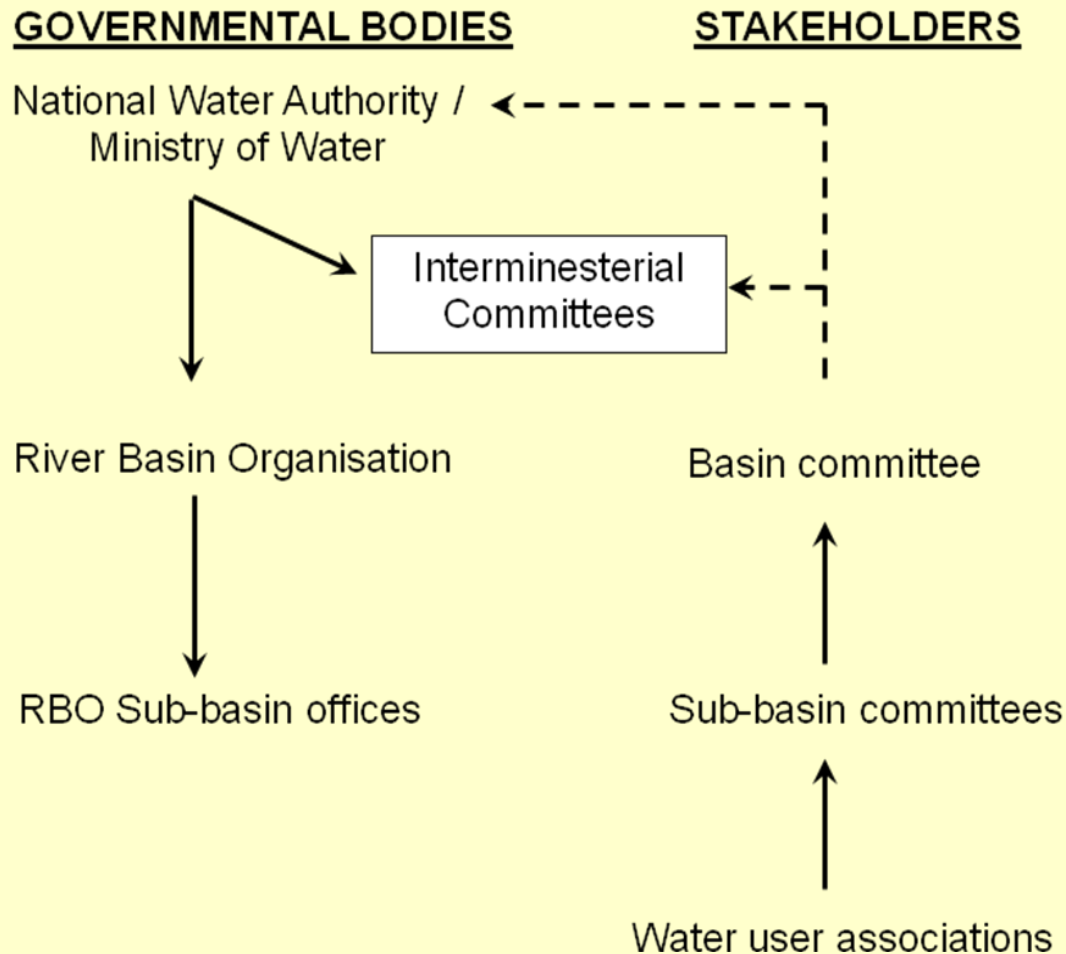 GOVERNMENTAL BODIES
STAKEHOLDERS
National Water Authority /
Ministry of Water
Interminesterial
Committees
River Basin Organisation
Basin committee
RBO Sub-basin offices
Sub-basin committees
Water user associations